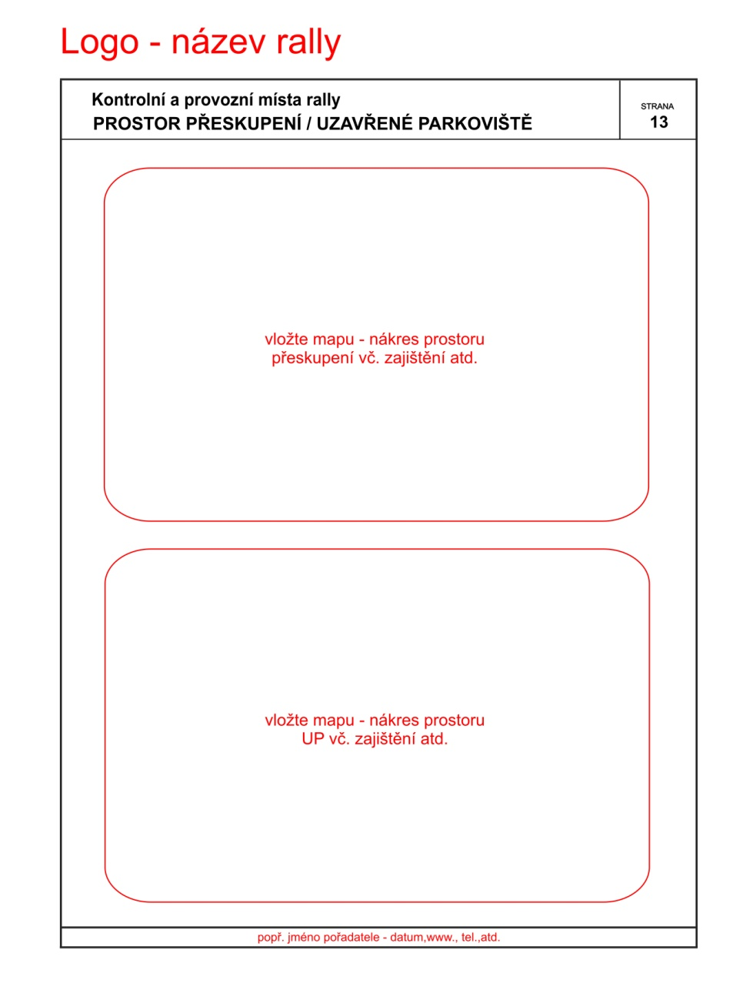 Logo - název rally
Kontrolní a provozní místa rally
PROSTOR PŘESKUPENÍ / UZAVŘENÉ PARKOVIŠTĚ
STRANA
13
vložte mapu - nákres prostoru
přeskupení vč. zajištění atd.
vložte mapu - nákres prostoru
UP vč. zajištění atd.
popř. jméno pořadatele - datum,www., tel.,atd.